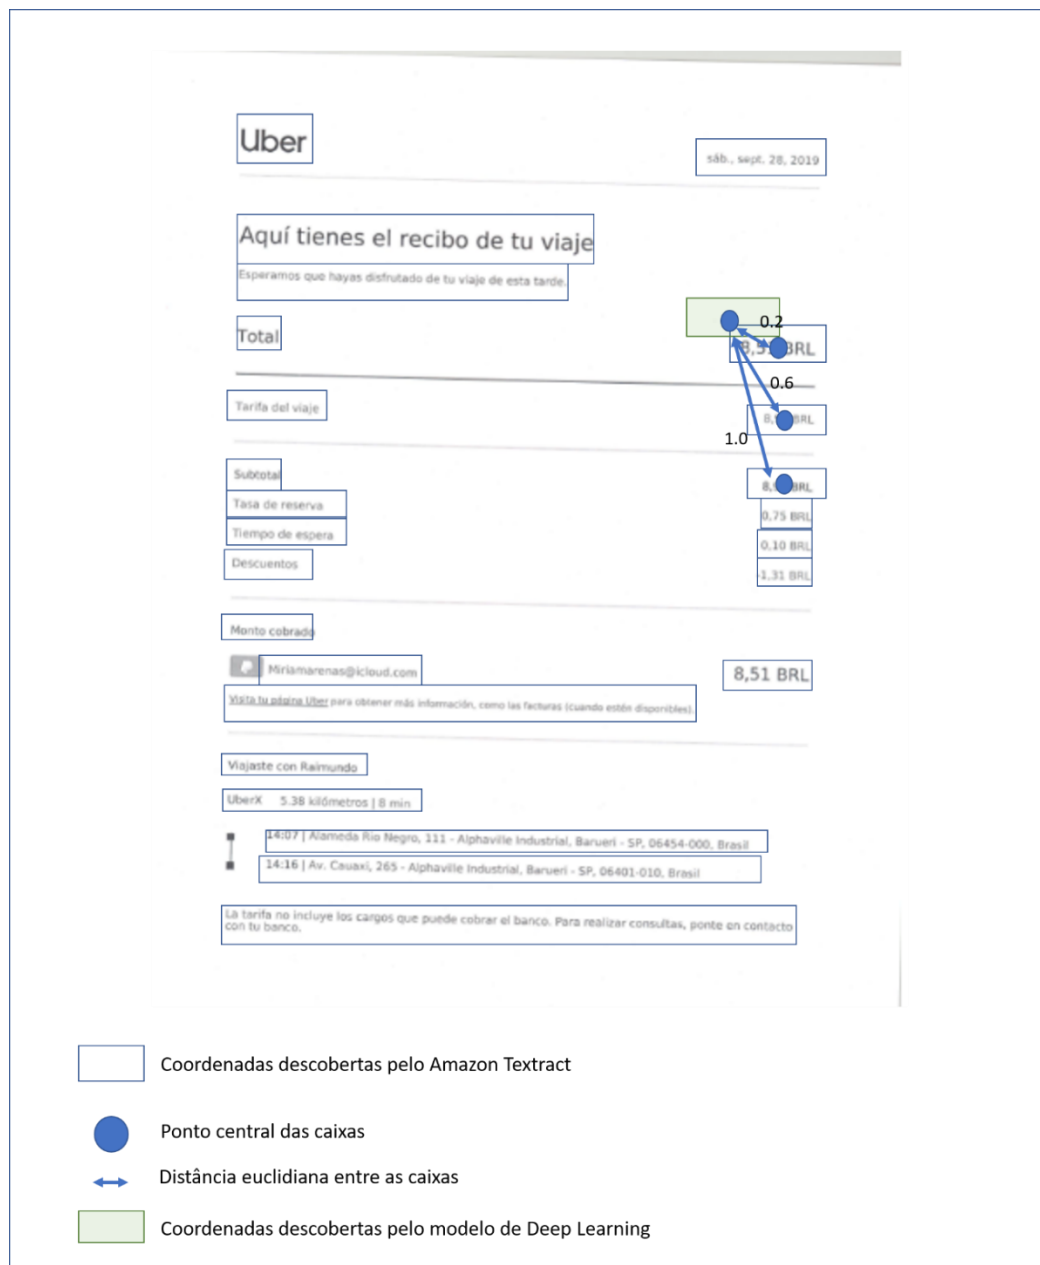 Uber
sáb., sept. 28, 2019
Aquí tienes el recibo de tu viaje
Esperamos que hayas disfrutado de tu viaje de esta tarde.
0.2
Total
BRL
0.6
Tarifa del viaje
BRL
1.0
Subtotal
BRL
Tasa de reserva
0,75 BRL
Tiempo de espera
0,10 BRL
Descuentos
-1,31 BRL
Monto cobrado
Miriamarenas@icloud.com
8,51 BRL
Visita tu página Uber para obtener más información, como las facturas (cuando estén disponibles).
Viajaste con Raimundo
UberX 5.38 kilómetros | 8 min
14:07 | Alameda Rio Negro, 111 - Alphaville Industrial, Barueri - SP, 06454-000, Brasil
14:16 | Av. Cauaxi, 265 - Alphaville Industrial, Barueri - SP, 06401-010, Brasil
La tarifa no incluye los cargos que puede cobrar el banco. Para realizar consultas, ponte en contacto
con tu banco.
Coordenadas descobertas pelo Amazon Textract
Ponto central das caixas
Distância euclidiana entre as caixas
Coordenadas descobertas pelo modelo de Deep Learning